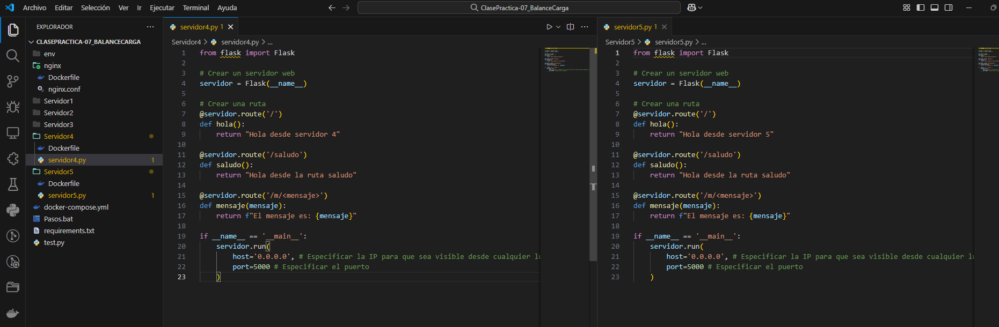 Archivo Editar Selección Ver Ir Ejecutar Terminal Ayuda
ClasePractica-07_BalanceCarga
EXPLORADOR
CLASEPRACTICA-07_BALANCECARGA
env
nginx
Dockerfile
nginx.conf
Servidor1
Servidor2
Servidor3
Servidor4
Dockerfile
servidor4.py 1
Servidor5
Dockerfile
servidor5.py 1
docker-compose.yml
Pasos.bat
requirements.txt
test.py
servidor4.py 1
Servidor4 > servidor4.py > ...
1 from flask import Flask
2
3 # Crear un servidor web
4 servidor = Flask(__name__)
5
6 # Crear una ruta
7 @servidor.route('/')
8 def hola():
9 return "Hola desde servidor 4"
10
11 @servidor.route('/saludo')
12 def saludo():
13 return "Hola desde la ruta saludo"
14
15 @servidor.route('/m/<mensaje>')
16 def mensaje(mensaje):
17 return f"El mensaje es: {mensaje}"
18
19 if __name__ == '__main__':
20 servidor.run(
21 host='0.0.0.0', # Especificar la IP para que sea visible desde cualquier lu
22 port=5000 # Especificar el puerto
23 )
servidor5.py 1
Servidor5 > servidor5.py > ...
1 from flask import Flask
2
3 # Crear un servidor web
4 servidor = Flask(__name__)
5
6 # Crear una ruta
7 @servidor.route('/')
8 def hola():
9 return "Hola desde servidor 5"
10
11 @servidor.route('/saludo')
12 def saludo():
13 return "Hola desde la ruta saludo"
14
15 @servidor.route('/m/<mensaje>')
16 def mensaje(mensaje):
17 return f"El mensaje es: {mensaje}"
18
19 if __name__ == '__main__':
20 servidor.run(
21 host='0.0.0.0', # Especificar la IP para que sea visible desde cualquier lu
22 port=5000 # Especificar el puerto
23 )